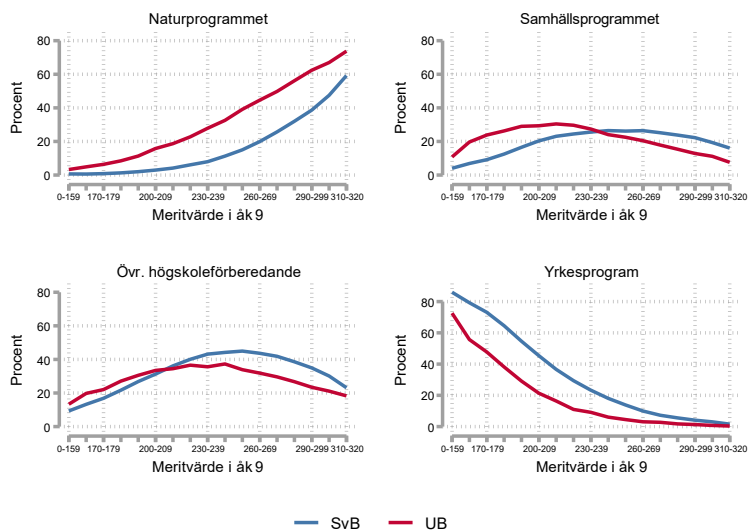 Naturprogrammet
80
60
40
20
0
Procent
0-159 170-179 200-209 230-239 260-269 290-299 310-320
Meritvärde i åk 9
Samhällsprogrammet
80
60
40
20
0
Procent
0-159 170-179 200-209 230-239 260-269 290-299 310-320
Meritvärde i åk 9
Övr. högskoleförberedande
80
60
40
20
0
Procent
0-159 170-179 200-209 230-239 260-269 290-299 310-320
Meritvärde i åk 9
Yrkesprogram
80
60
40
20
0
Procent
0-159 170-179 200-209 230-239 260-269 290-299 310-320
Meritvärde i åk 9
SvB UB